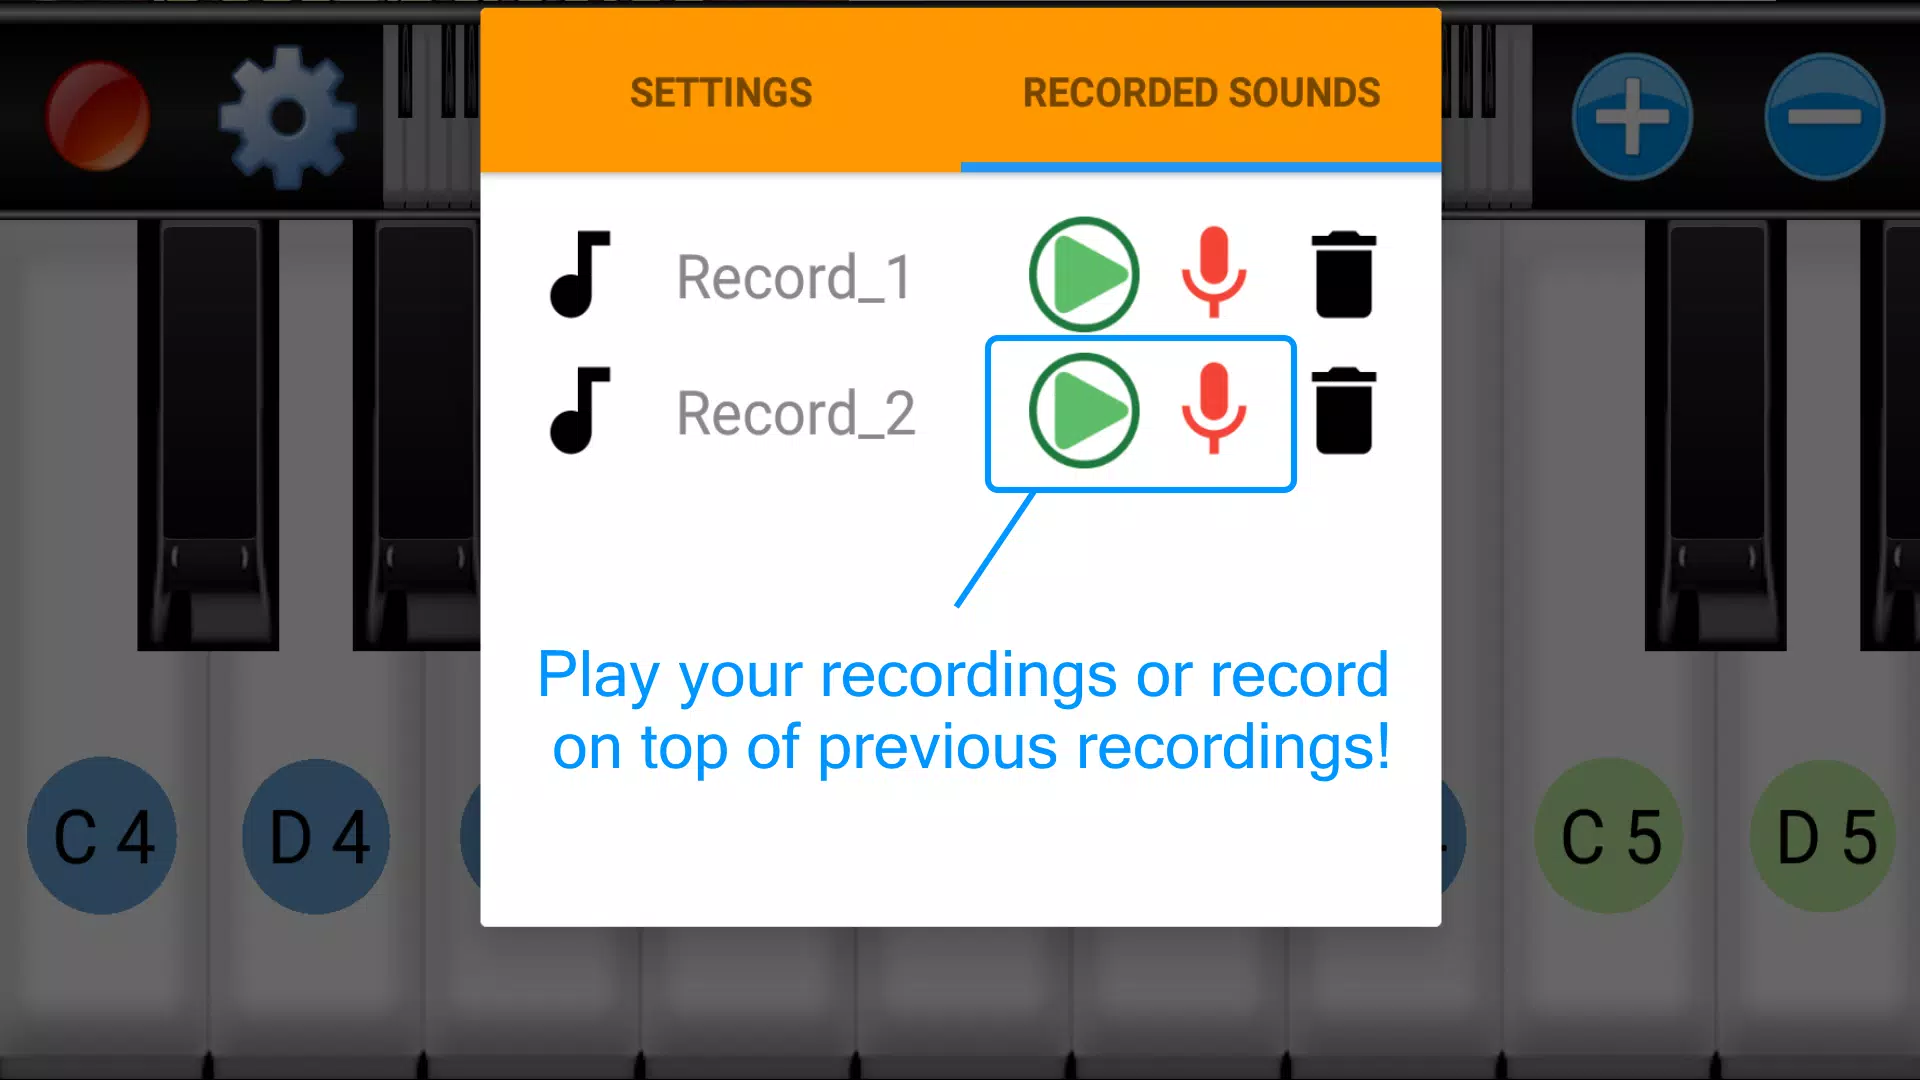 SETTINGS
RECORDED SOUNDS
Record_1
Record_2
Play your recordings or record
on top of previous recordings!
C 4
D 4
C 5
D 5